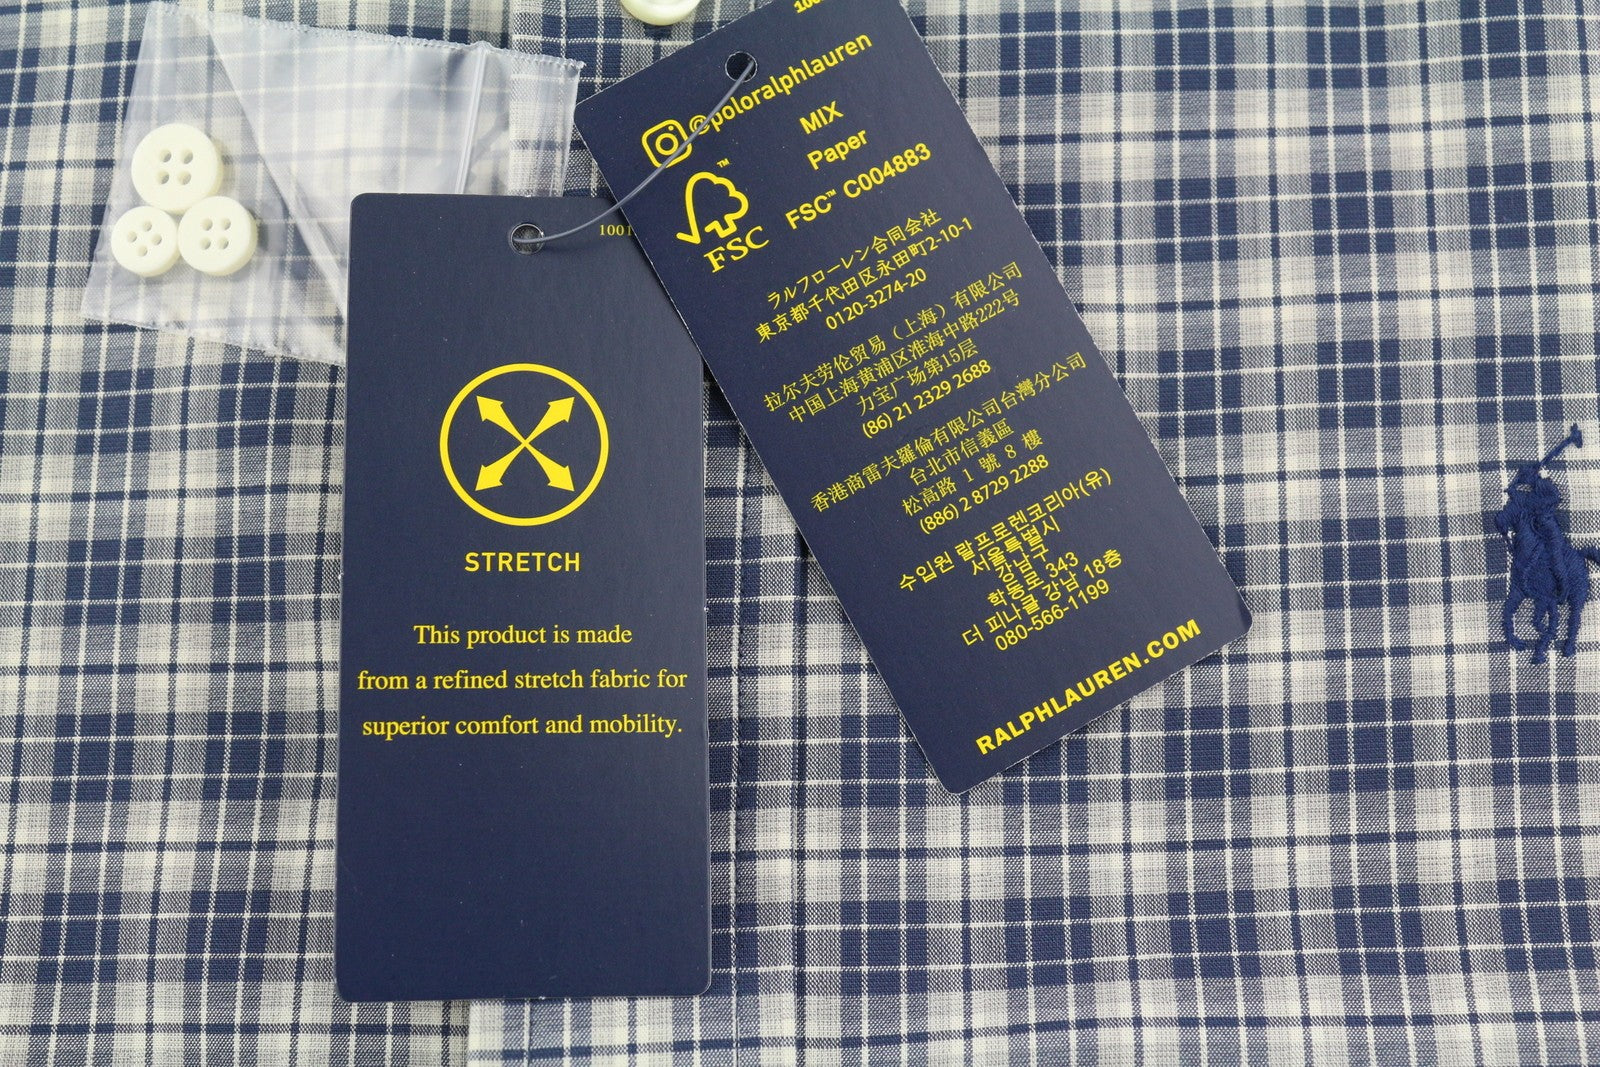 1001
STRETCH
This product is made
from a refined stretch fabric for
superior comfort and mobility.
100
@poloralphlauren
MIX
Paper
FSC™ C004883
™
FSC
ラルフローレン合同会社
東京都千代田区永田町2-10-1
0120-3274-20
拉尔夫劳伦贸易（上海）有限公司
中国上海黄浦区淮海中路222号
力宝广场第15层
(86) 21 2329 2688
香港商雷夫羅倫有限公司台灣分公司
台北市信義區
松高路 1 號 8 樓
(886) 2 8729 2288
수입원 랄프로렌코리아(유)
서울특별시
강남구
학동로 343
더 피나클 강남 18층
080-566-1199
RALPHLAUREN.COM